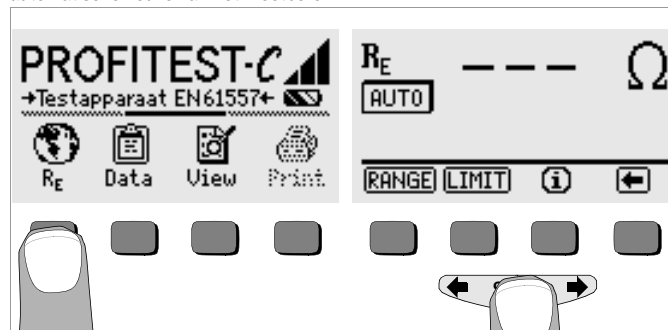 PROFITEST-C
→Testapparaat EN61557←
RE Data View Print
RE --- Ω
AUTO
RANGE LIMIT i